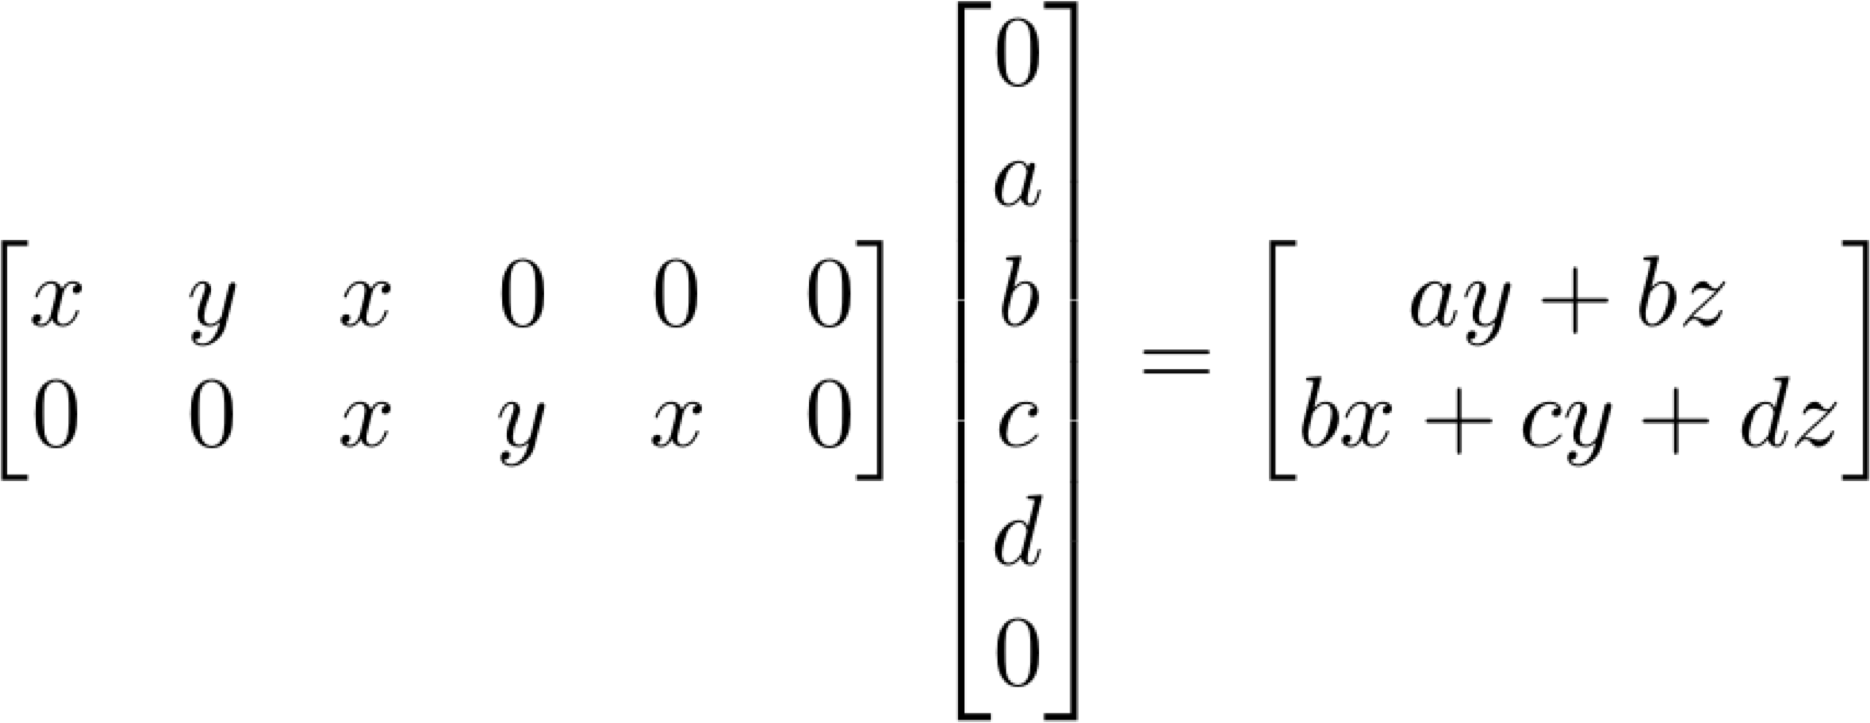 [x y x 0 0 0
0 0 x y x 0] [0
a
b
c
d
0] = [ay + bz
bx + cy + dz]